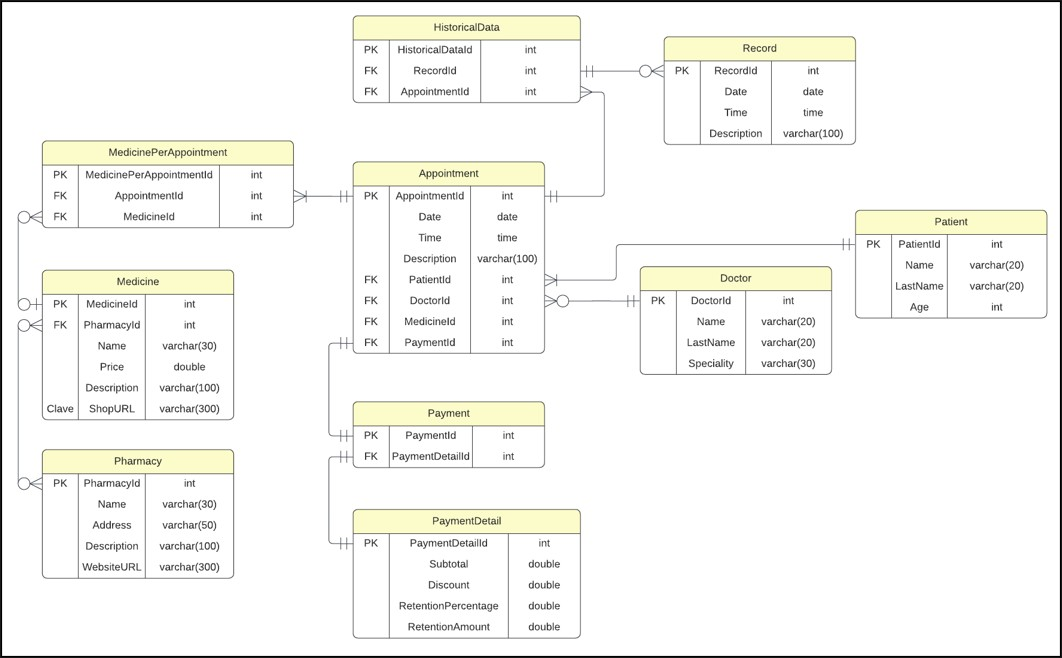 HistoricalData
PK HistoricalDataId int
FK RecordId int
FK AppointmentId int
Record
PK RecordId int
Date date
Time time
Description varchar(100)
MedicinePerAppointment
PK MedicinePerAppointmentId int
FK AppointmentId int
FK MedicineId int
Appointment
PK AppointmentId int
Date date
Time time
Description varchar(100)
FK PatientId int
FK DoctorId int
FK MedicineId int
FK PaymentId int
Patient
PK PatientId int
Name varchar(20)
LastName varchar(20)
Age int
Doctor
PK DoctorId int
Name varchar(20)
LastName varchar(20)
Speciality varchar(30)
Medicine
PK MedicineId int
FK PharmacyId int
Name varchar(30)
Price double
Description varchar(100)
Clave ShopURL varchar(300)
Payment
PK PaymentId int
FK PaymentDetailId int
Pharmacy
PK PharmacyId int
Name varchar(30)
Address varchar(50)
Description varchar(100)
WebsiteURL varchar(300)
PaymentDetail
PK PaymentDetailId int
Subtotal double
Discount double
RetentionPercentage double
RetentionAmount double